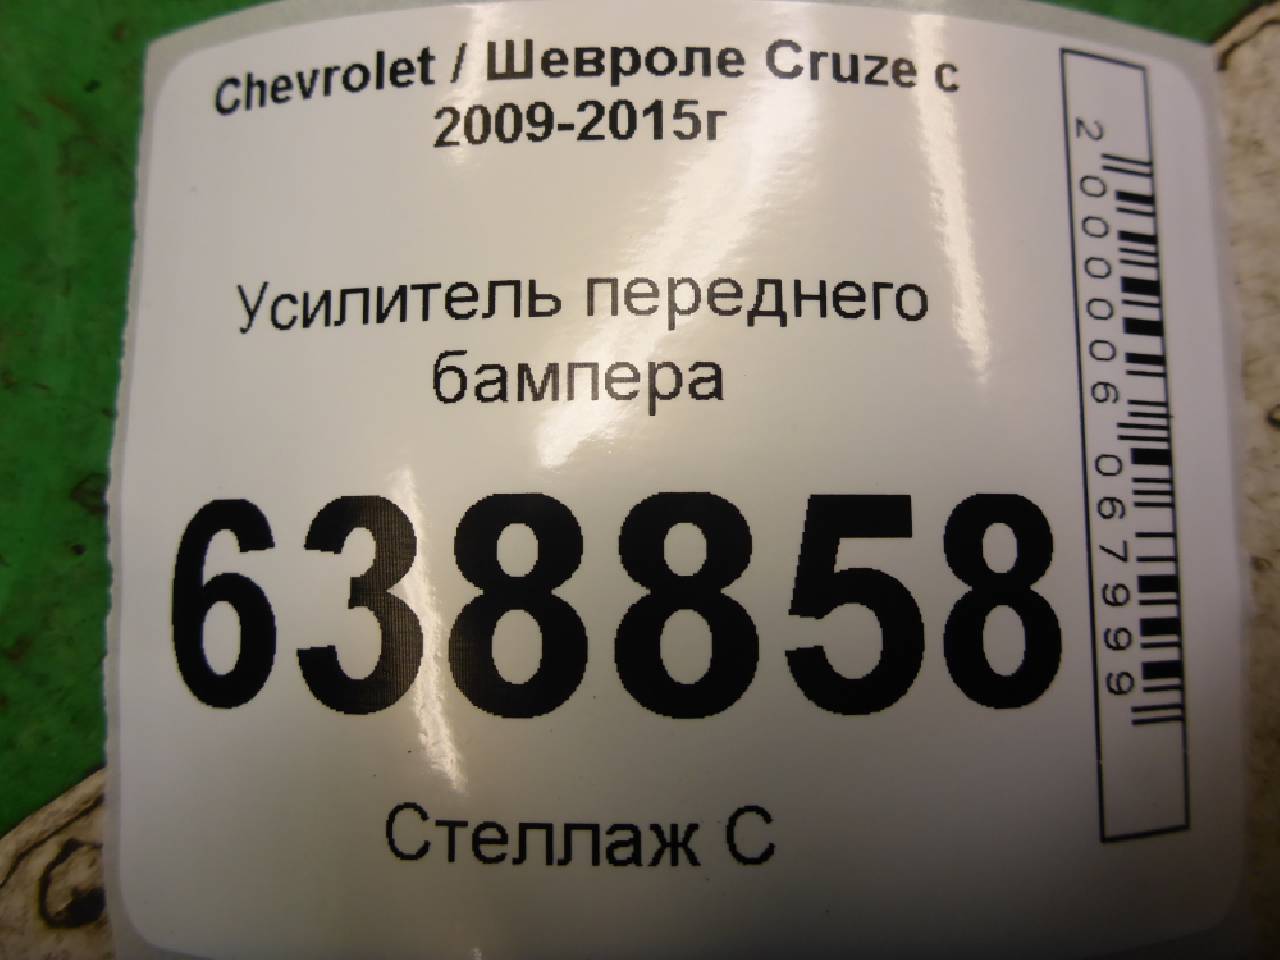 Chevrolet / Шевроле Cruze с
2009-2015г
Усилитель переднего
бампера
638858
Стеллаж С
2000006067999